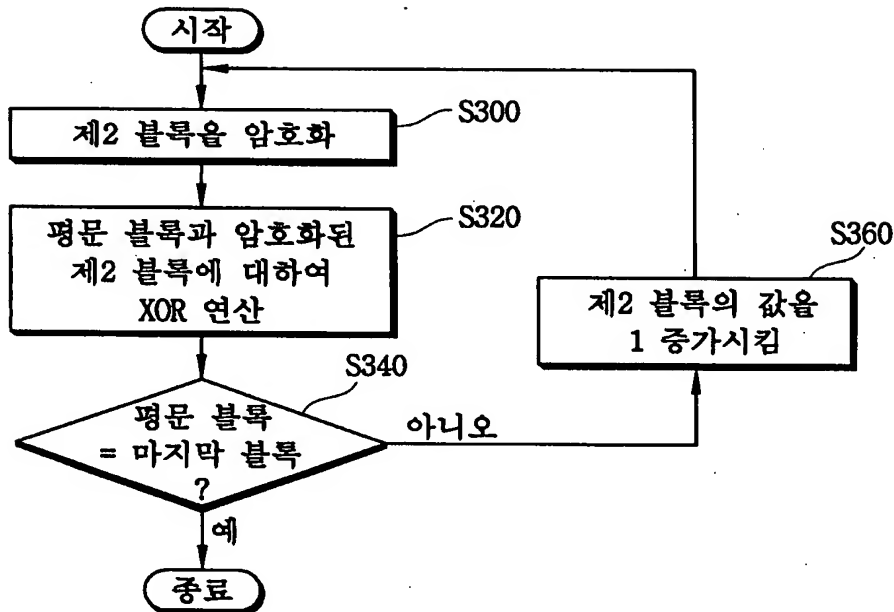 시작
제2 블록을 암호화
S300
평문 블록과 암호화된
제2 블록에 대하여
XOR 연산
S320
평문 블록
= 마지막 블록
?
S340
아니오
제2 블록의 값을
1 증가시킴
S360
예
종료